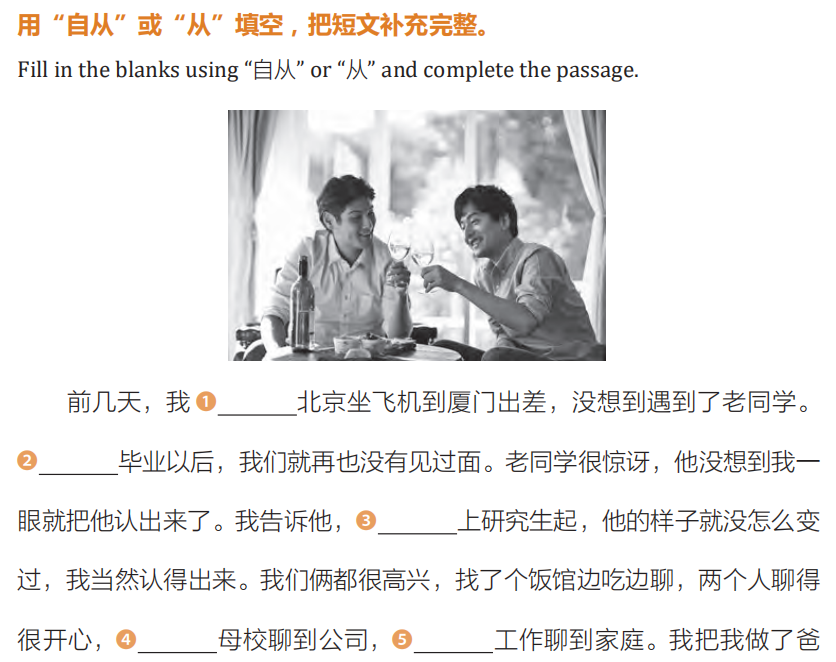 用“自从”或“从”填空，把短文补充完整。
Fill in the blanks using “自从” or “从” and complete the passage.
前几天，我❶_______北京坐飞机到厦门出差，没想到遇到了老同学。
❷_______毕业以后，我们就再也没有见过面。老同学很惊讶，他没想到我一
眼就把他认出来了。我告诉他，❸_______上研究生起，他的样子就没怎么变
过，我当然认得出来。我们俩都很高兴，找了个饭馆边吃边聊，两个人聊得
很开心，❹_______母校聊到公司，❺_______工作聊到家庭。我把我做了爸